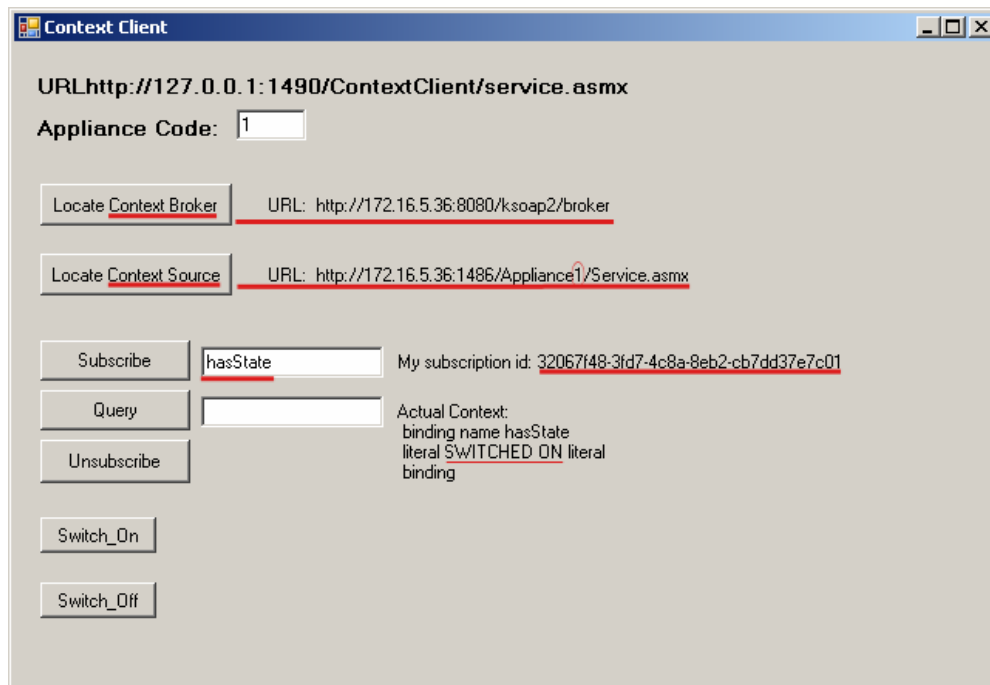 Context Client
URLhttp://127.0.0.1:1490/ContextClient/service.asmx
Appliance Code: 1
Locate Context Broker URL: http://172.16.5.36:8080/ksoap2/broker
Locate Context Source URL: http://172.16.5.36:1486/Appliance1/Service.asmx
Subscribe hasState My subscription id: 32067f48-3fd7-4c8a-8eb2-cb7dd37e7c01
Query Actual Context:
binding name hasState
literal SWITCHED ON literal
binding
Unsubscribe
Switch_On
Switch_Off